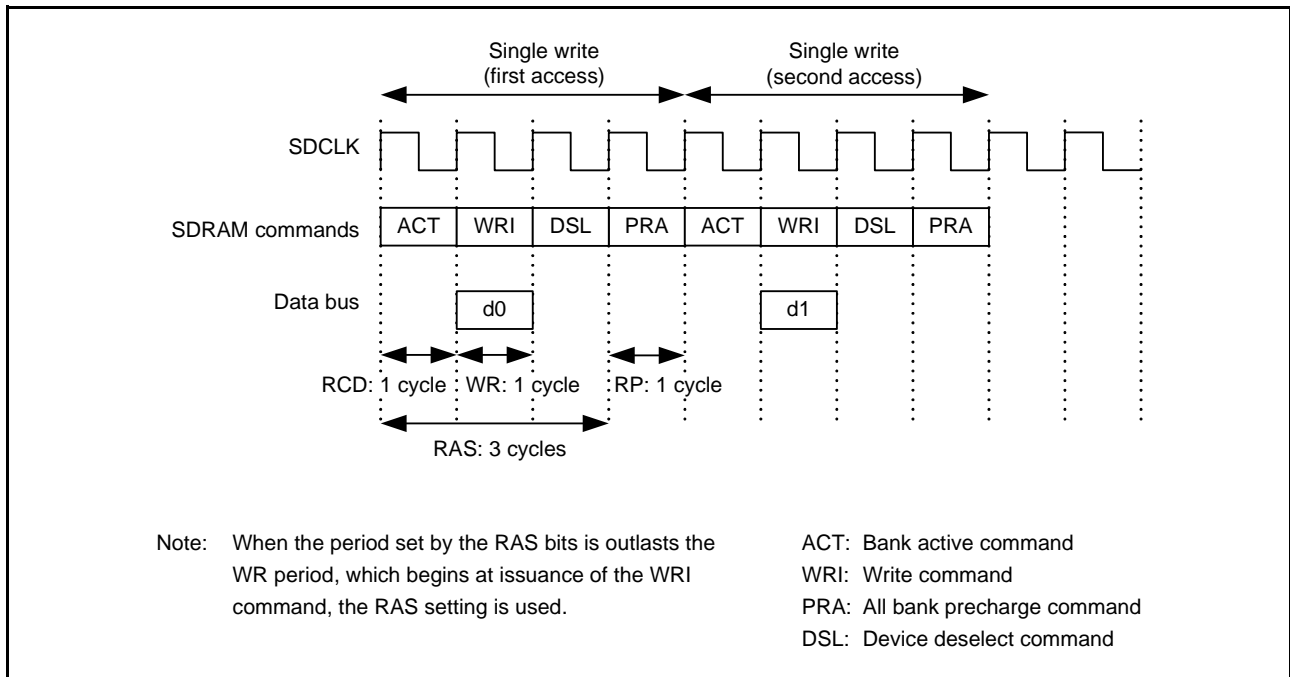 Single write
(first access)
Single write
(second access)
SDCLK
SDRAM commands
ACT WRI DSL PRA ACT WRI DSL PRA
Data bus
d0 d1
RCD: 1 cycle WR: 1 cycle RP: 1 cycle
RAS: 3 cycles
Note: When the period set by the RAS bits is outlasts the
WR period, which begins at issuance of the WRI
command, the RAS setting is used.
ACT: Bank active command
WRI: Write command
PRA: All bank precharge command
DSL: Device deselect command